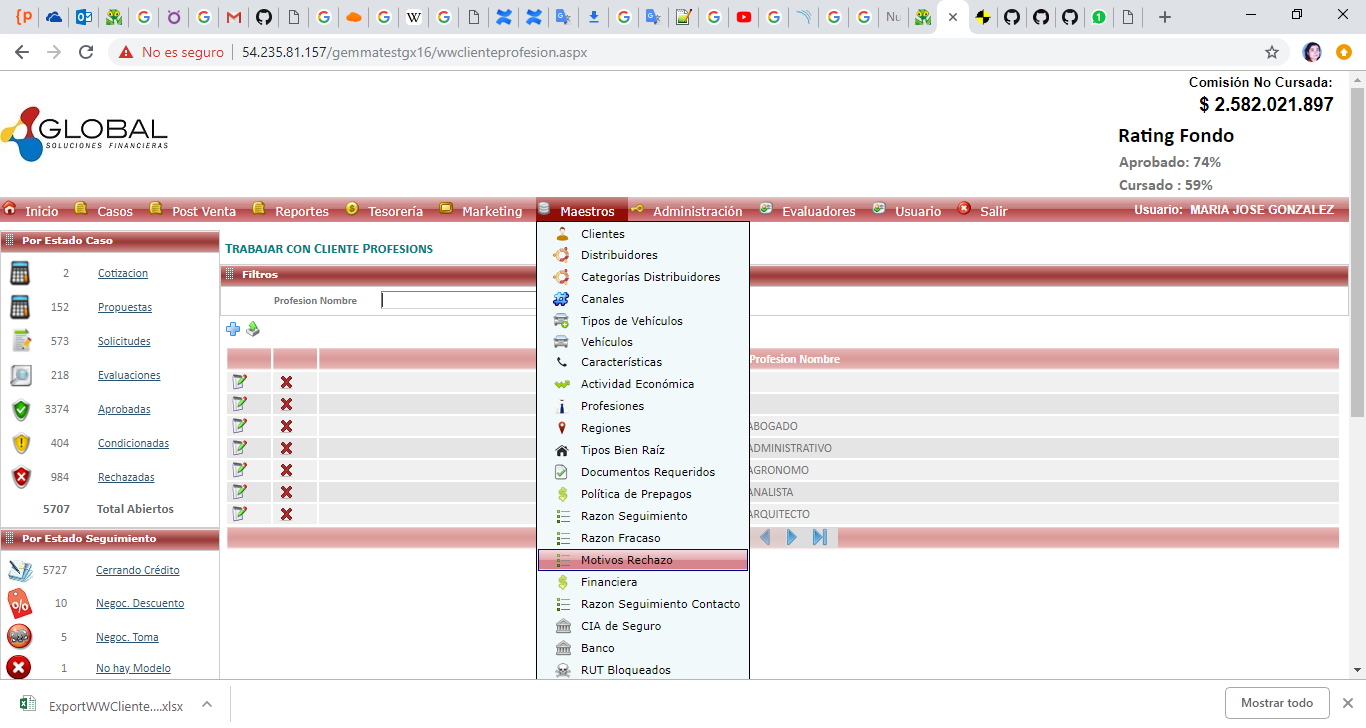 Nu
1
No es seguro
54.235.81.157/gemmatestgx16/wwclienteprofesion.aspx
GLOBAL
SOLUCIONES FINANCIERAS
Comisión No Cursada:
$ 2.582.021.897
Rating Fondo
Aprobado: 74%
Cursado : 59%
Inicio Casos Post Venta Reportes Tesorería Marketing Maestros Administración Evaluadores Usuario Salir Usuario: MARIA JOSE GONZALEZ
Por Estado Caso
2 Cotizacion
152 Propuestas
573 Solicitudes
218 Evaluaciones
3374 Aprobadas
404 Condicionadas
984 Rechazadas
5707 Total Abiertos
Por Estado Seguimiento
5727 Cerrando Crédito
10 Negoc. Descuento
5 Negoc. Toma
1 No hay Modelo
TRABAJAR CON CLIENTE PROFESIONS
Filtros
Profesion Nombre
Clientes
Distribuidores
Categorías Distribuidores
Canales
Tipos de Vehículos
Vehículos
Características
Actividad Económica
Profesiones
Regiones
Tipos Bien Raíz
Documentos Requeridos
Política de Prepagos
Razon Seguimiento
Razon Fracaso
Motivos Rechazo
Financiera
Razon Seguimiento Contacto
CIA de Seguro
Banco
RUT Bloqueados
Profesion Nombre
ABOGADO
ADMINISTRATIVO
AGRONOMO
ANALISTA
ARQUITECTO
ExportWWCliente....xlsx
Mostrar todo